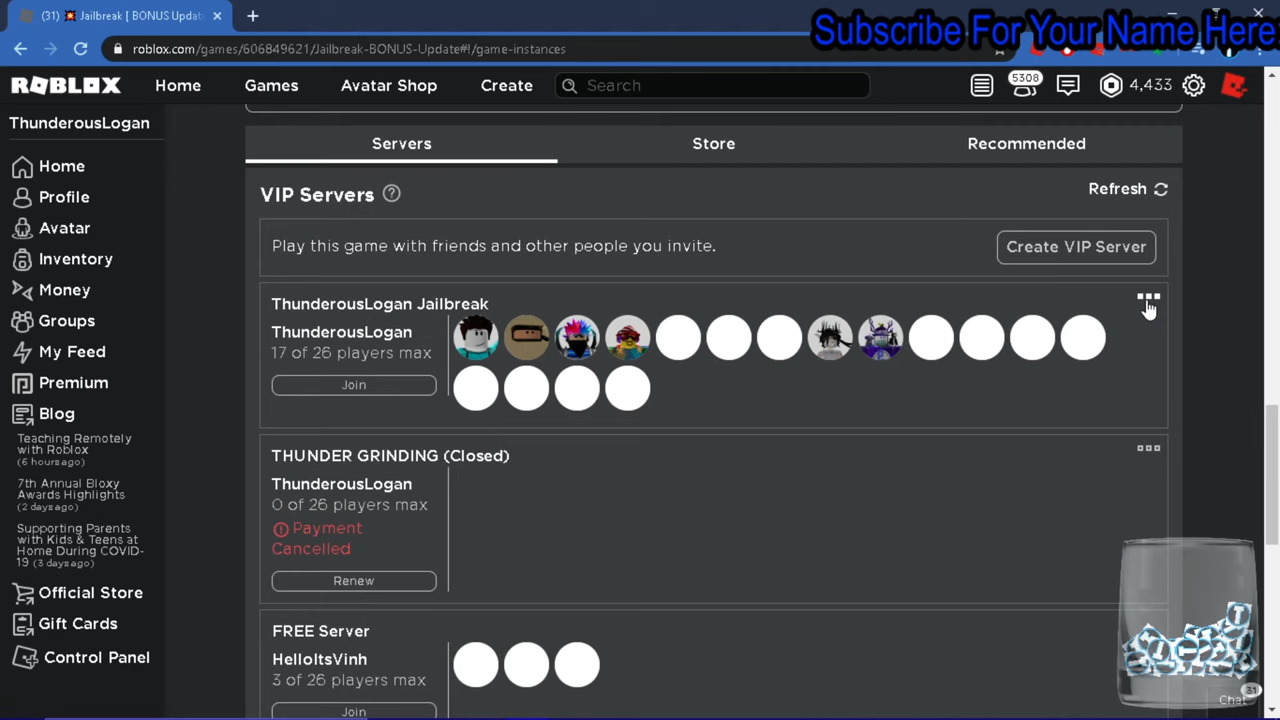 (31) 💥 Jailbreak [ BONUS Update
Subscribe For Your Name Here
roblox.com/games/606849621/Jailbreak-BONUS-Update#!/game-instances
ROBLOX
Home
Games
Avatar Shop
Create
Search
5308
4,433
ThunderousLogan
Home
Profile
Avatar
Inventory
Money
Groups
My Feed
Premium
Blog
Teaching Remotely
with Roblox
(6 hours ago)
7th Annual Bloxy
Awards Highlights
(2 days ago)
Supporting Parents
with Kids & Teens at
Home During COVID-
19 (3 days ago)
Official Store
Gift Cards
Control Panel
Servers
Store
Recommended
VIP Servers
Refresh
Play this game with friends and other people you invite.
Create VIP Server
ThunderousLogan Jailbreak
ThunderousLogan
17 of 26 players max
Join
THUNDER GRINDING (Closed)
ThunderousLogan
0 of 26 players max
Payment
Cancelled
Renew
FREE Server
HelloItsVinh
3 of 26 players max
Join
Chat
31